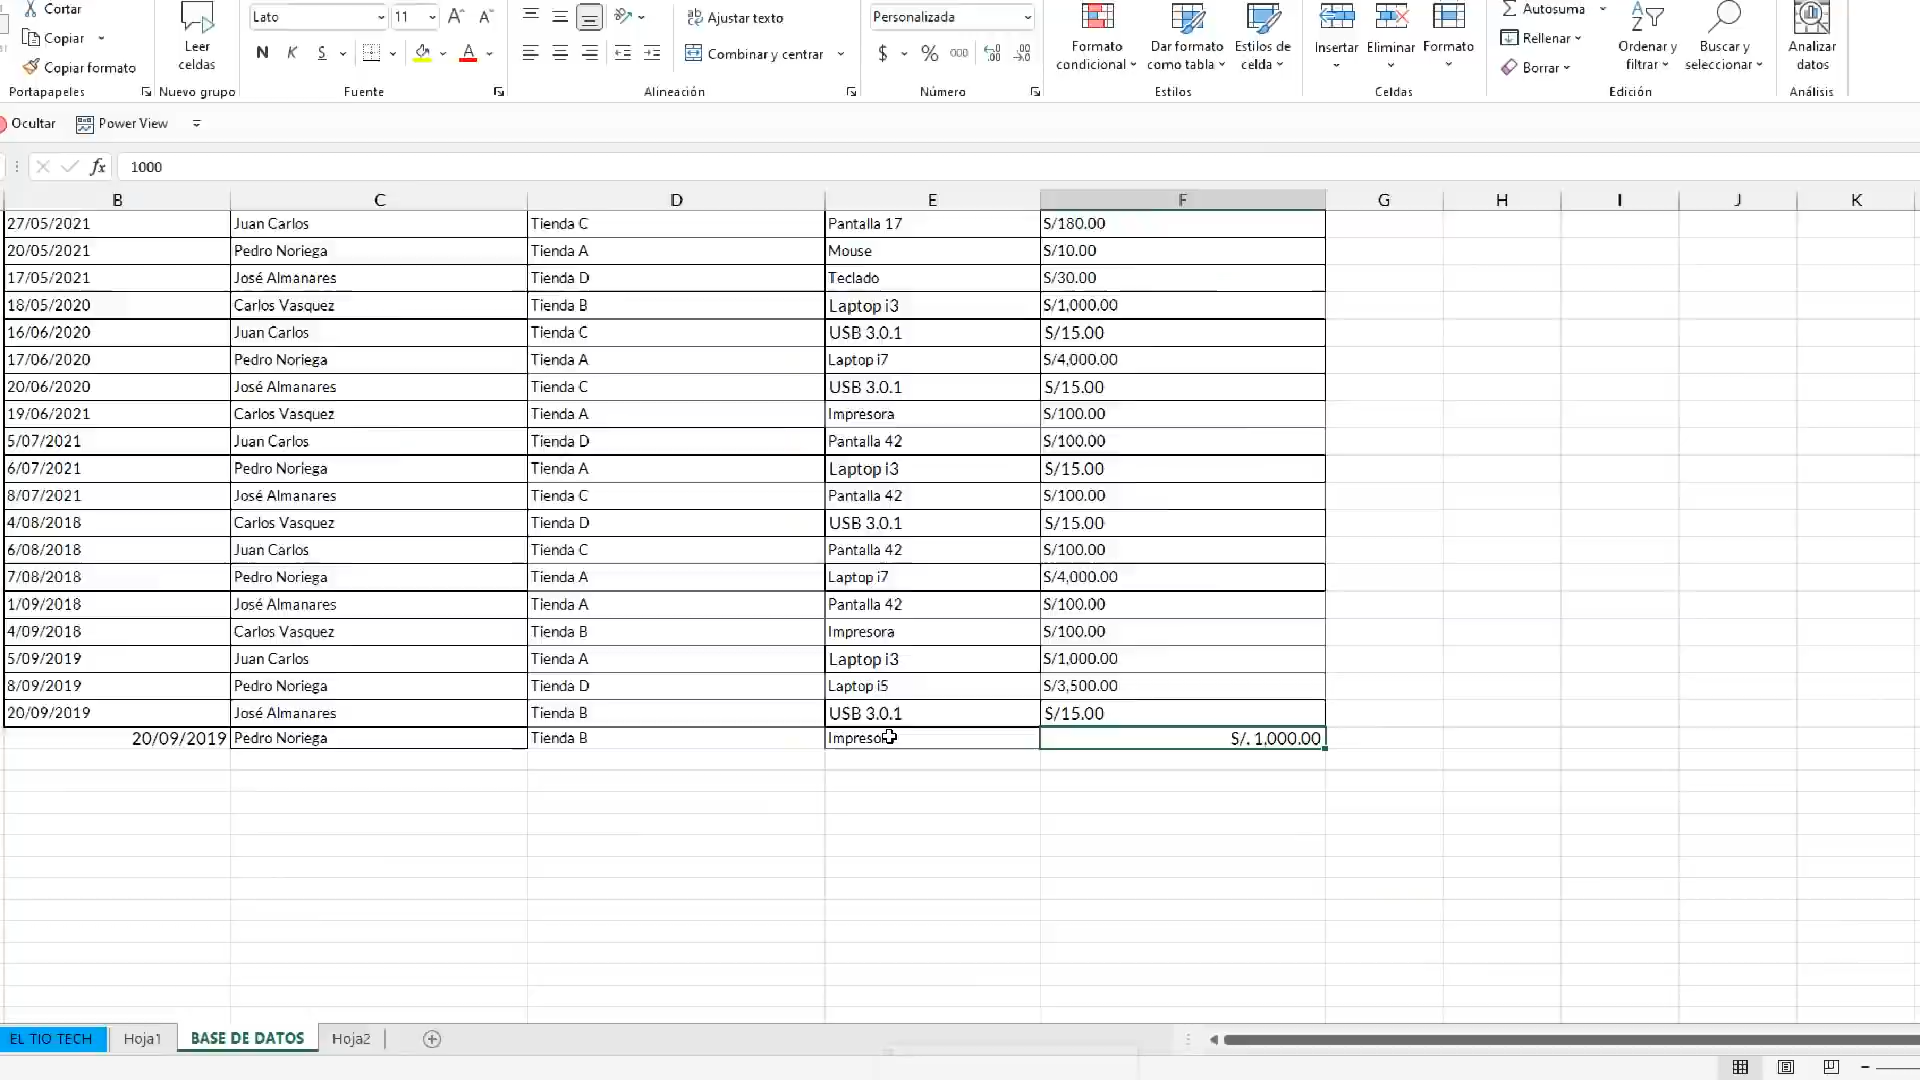 Cortar
Copiar
Copiar formato
Portapapeles
Leer
celdas
Nuevo grupo
Lato 11 A A
N K S A
Fuente
ab Ajustar texto
Combinar y centrar
Alineación
Personalizada
$ % 000
Número
Formato
condicional
Dar formato
como tabla
Estilos de
celda
Estilos
Insertar
Eliminar
Formato
Celdas
Autosuma
Rellenar
Borrar
Ordenar y
filtrar
Buscar y
seleccionar
Edición
Analizar
datos
Análisis
Ocultar Power View
fx 1000
B C D E F G H I J K
27/05/2021 Juan Carlos Tienda C Pantalla 17 S/180.00
20/05/2021 Pedro Noriega Tienda A Mouse S/10.00
17/05/2021 José Almanares Tienda D Teclado S/30.00
18/05/2020 Carlos Vasquez Tienda B Laptop i3 S/1,000.00
16/06/2020 Juan Carlos Tienda C USB 3.0.1 S/15.00
17/06/2020 Pedro Noriega Tienda A Laptop i7 S/4,000.00
20/06/2020 José Almanares Tienda C USB 3.0.1 S/15.00
19/06/2021 Carlos Vasquez Tienda A Impresora S/100.00
5/07/2021 Juan Carlos Tienda D Pantalla 42 S/100.00
6/07/2021 Pedro Noriega Tienda A Laptop i3 S/15.00
8/07/2021 José Almanares Tienda C Pantalla 42 S/100.00
4/08/2018 Carlos Vasquez Tienda D USB 3.0.1 S/15.00
6/08/2018 Juan Carlos Tienda C Pantalla 42 S/100.00
7/08/2018 Pedro Noriega Tienda A Laptop i7 S/4,000.00
1/09/2018 José Almanares Tienda A Pantalla 42 S/100.00
4/09/2018 Carlos Vasquez Tienda B Impresora S/100.00
5/09/2019 Juan Carlos Tienda A Laptop i3 S/1,000.00
8/09/2019 Pedro Noriega Tienda D Laptop i5 S/3,500.00
20/09/2019 José Almanares Tienda B USB 3.0.1 S/15.00
20/09/2019 Pedro Noriega Tienda B Impresora S/. 1,000.00
EL TIO TECH Hoja1 BASE DE DATOS Hoja2